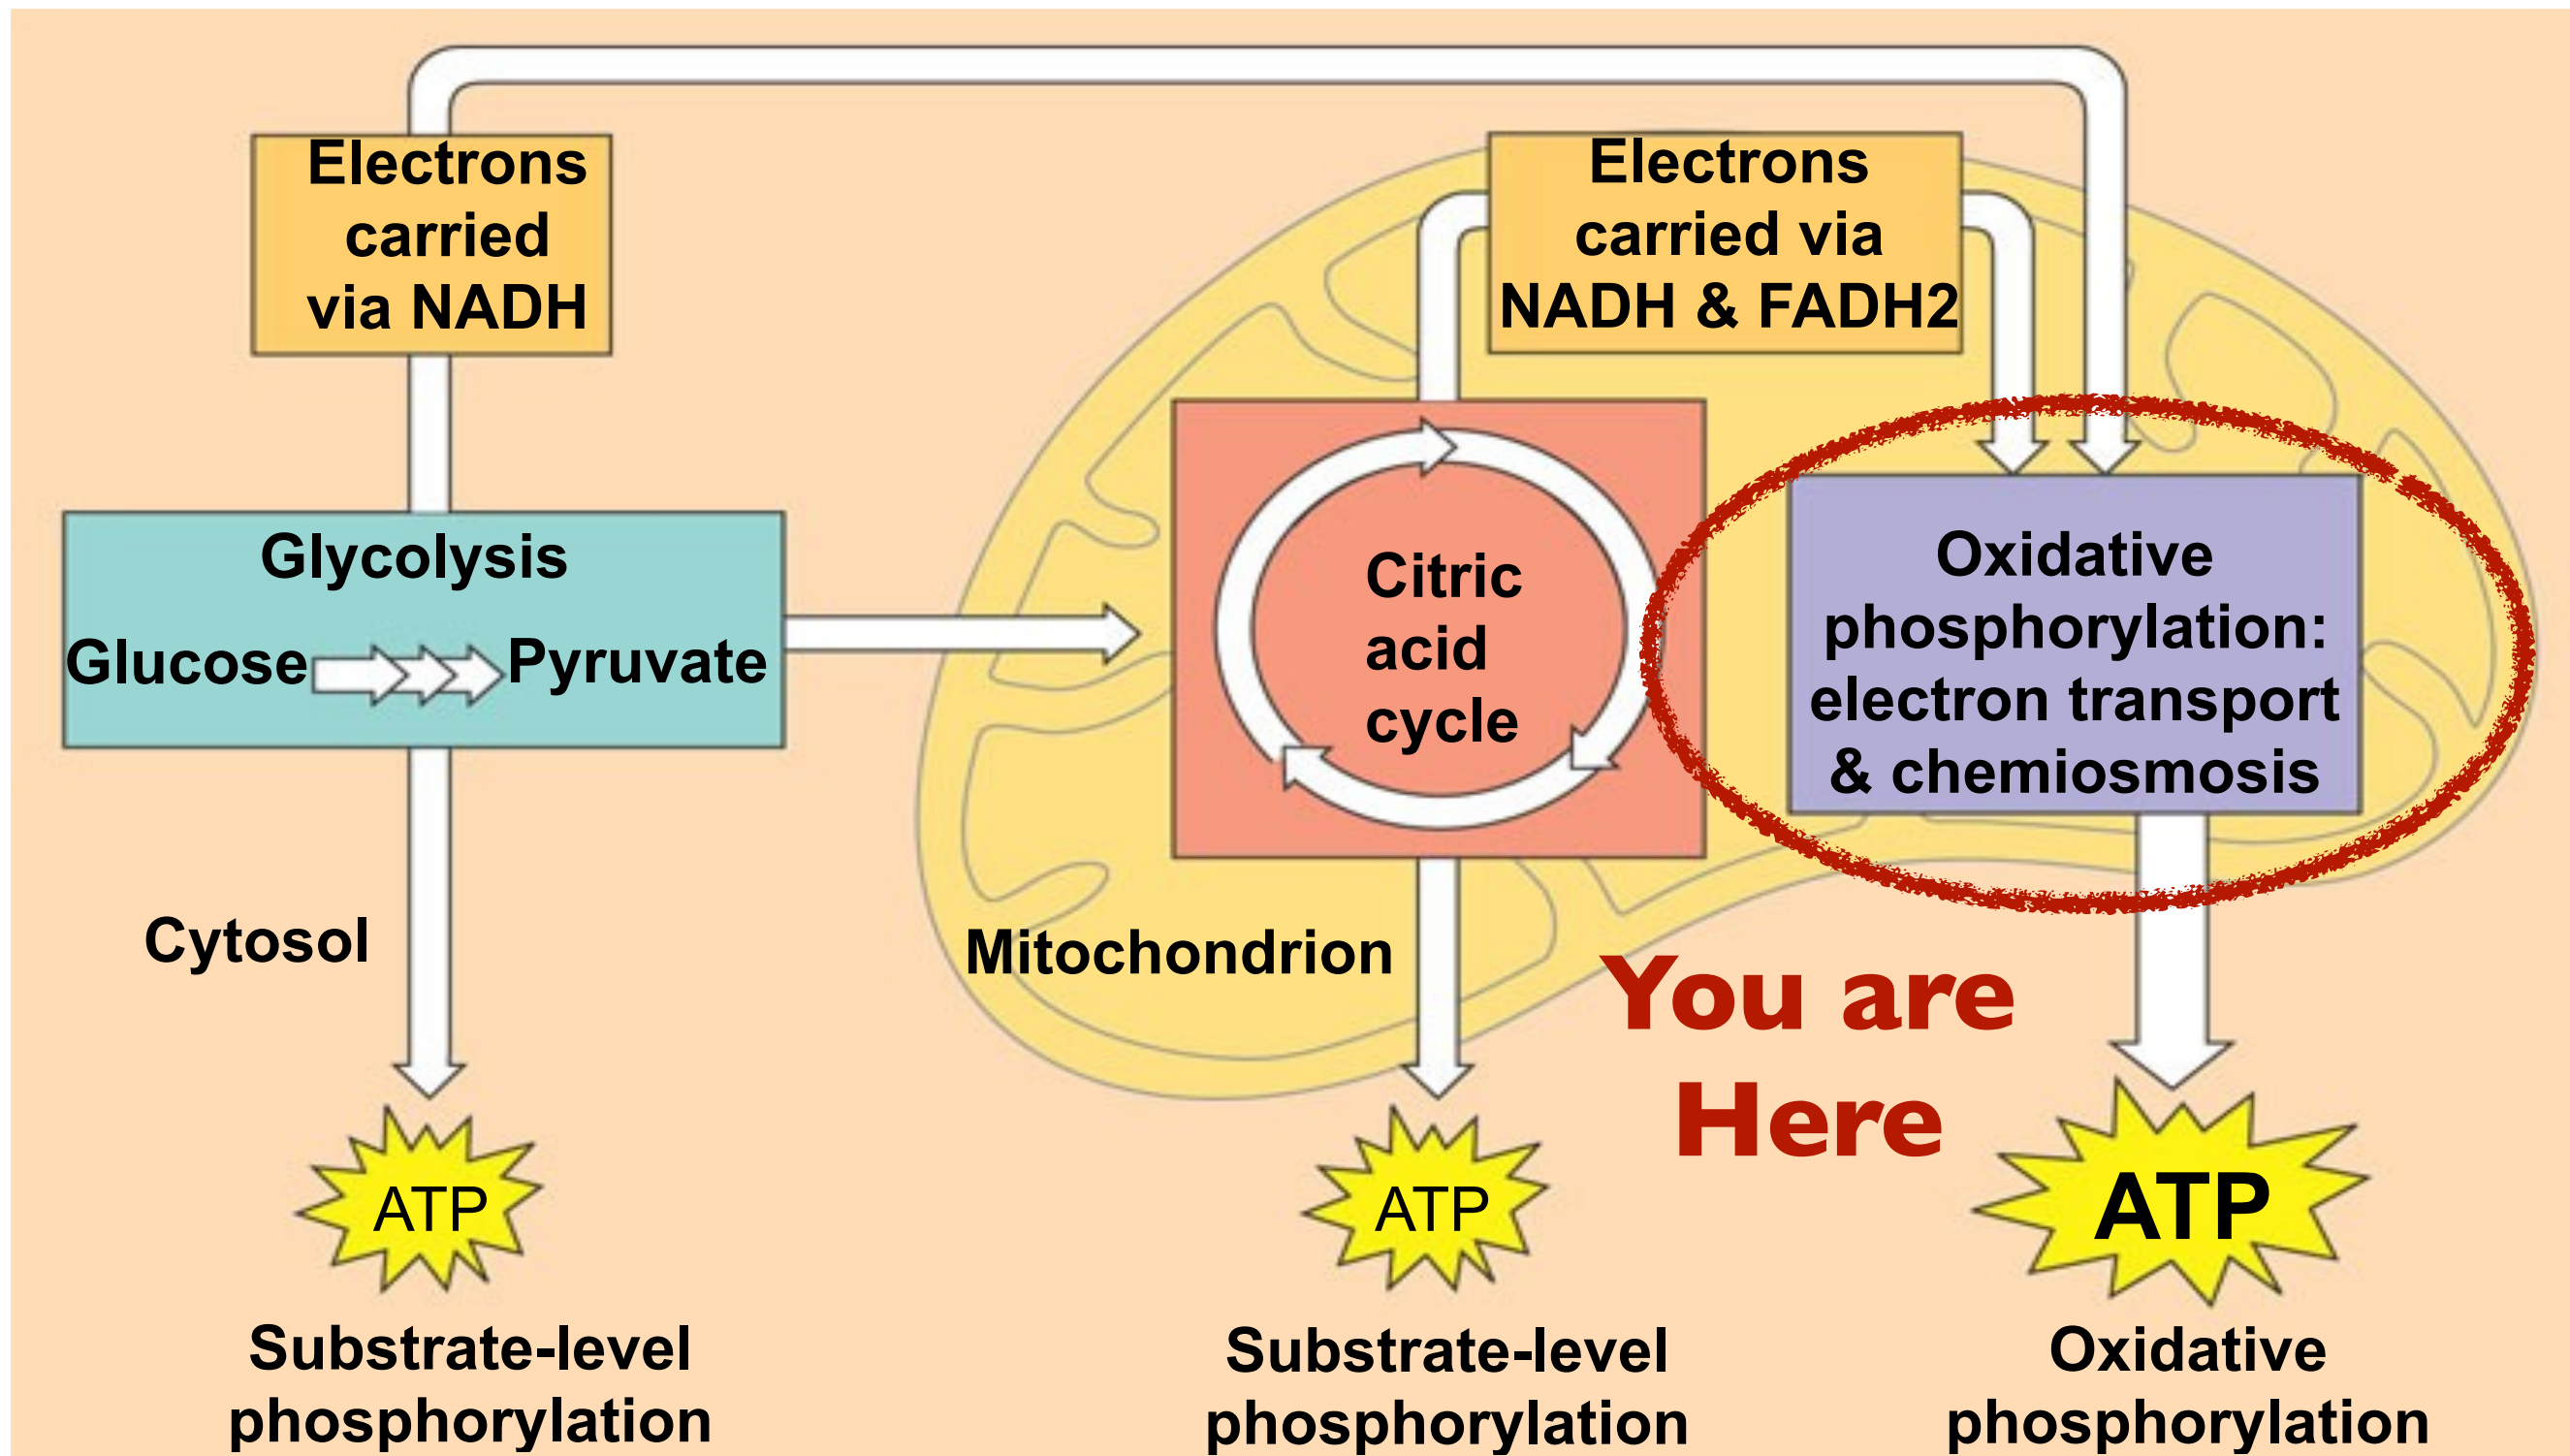 Electrons
carried
via NADH
Electrons
carried via
NADH & FADH2
Glycolysis
Glucose Pyruvate
Citric
acid
cycle
Oxidative
phosphorylation:
electron transport
& chemiosmosis
Cytosol
Mitochondrion
You are
Here
ATP
ATP
ATP
Substrate-level
phosphorylation
Substrate-level
phosphorylation
Oxidative
phosphorylation